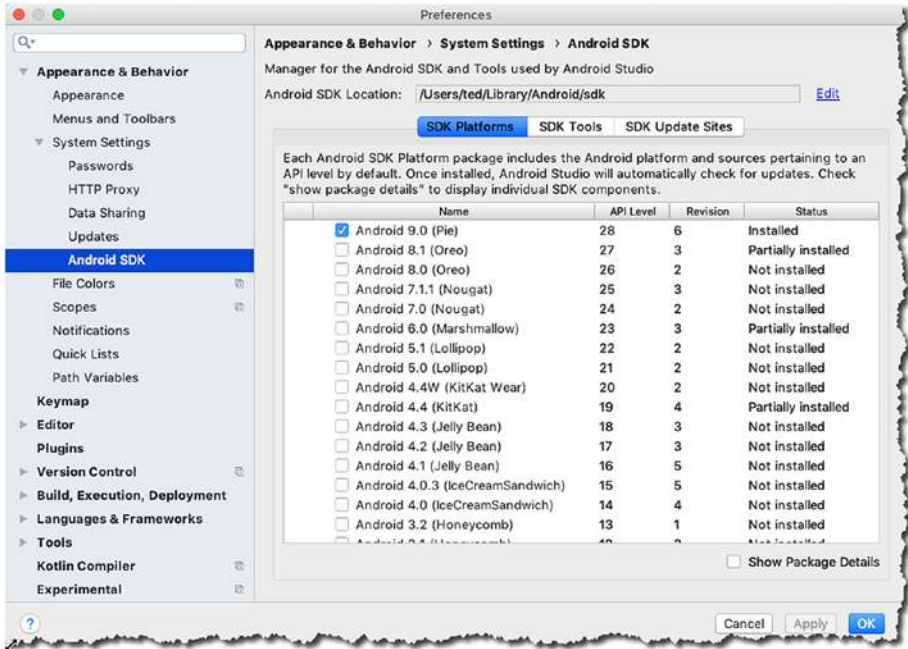 Preferences
Appearance & Behavior
Appearance
Menus and Toolbars
System Settings
Passwords
HTTP Proxy
Data Sharing
Updates
Android SDK
File Colors
Scopes
Notifications
Quick Lists
Path Variables
Keymap
Editor
Plugins
Version Control
Build, Execution, Deployment
Languages & Frameworks
Tools
Kotlin Compiler
Experimental
Appearance & Behavior › System Settings › Android SDK
Manager for the Android SDK and Tools used by Android Studio
Android SDK Location: /Users/ted/Library/Android/sdk Edit
SDK Platforms SDK Tools SDK Update Sites
Each Android SDK Platform package includes the Android platform and sources pertaining to an
API level by default. Once installed, Android Studio will automatically check for updates. Check
"show package details" to display individual SDK components.
Name API Level Revision Status
Android 9.0 (Pie) 28 6 Installed
Android 8.1 (Oreo) 27 3 Partially installed
Android 8.0 (Oreo) 26 2 Not installed
Android 7.1.1 (Nougat) 25 3 Not installed
Android 7.0 (Nougat) 24 2 Not installed
Android 6.0 (Marshmallow) 23 3 Partially installed
Android 5.1 (Lollipop) 22 2 Not installed
Android 5.0 (Lollipop) 21 2 Not installed
Android 4.4W (KitKat Wear) 20 2 Not installed
Android 4.4 (KitKat) 19 4 Partially installed
Android 4.3 (Jelly Bean) 18 3 Not installed
Android 4.2 (Jelly Bean) 17 3 Not installed
Android 4.1 (Jelly Bean) 16 5 Not installed
Android 4.0.3 (IceCreamSandwich) 15 5 Not installed
Android 4.0 (IceCreamSandwich) 14 4 Not installed
Android 3.2 (Honeycomb) 13 1 Not installed
Show Package Details
? Cancel Apply OK